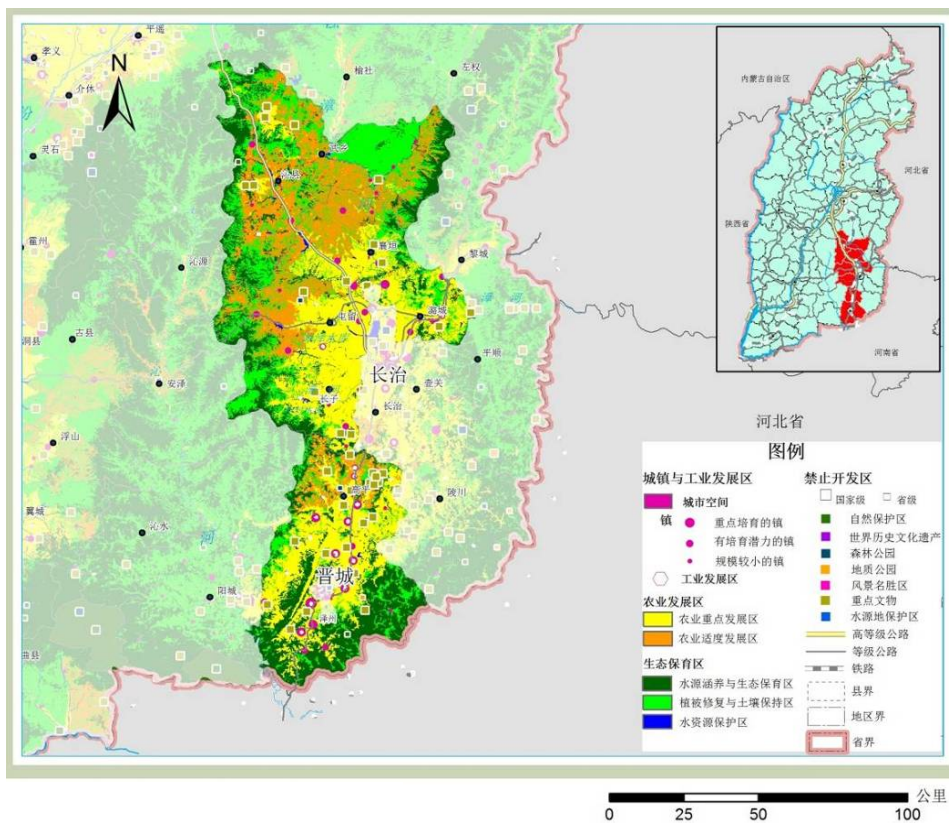 平遥
孝义
介休
榆社
左权
N
灵石
武乡
沁县
霍州
沁源
襄垣
黎城
屯留
潞城
古县
洞县
安泽
平顺
长治
长子
壶关
长治
浮山
高平
陵川
翼城
沁水
河
晋城
阳城
泽州
曲县
内蒙古自治区
河北省
陕西省
河南省
河北省
图例
城镇与工业发展区
城市空间
镇
重点培育的镇
有培育潜力的镇
规模较小的镇
工业发展区
农业发展区
农业重点发展区
农业适度发展区
生态保育区
水源涵养与生态保育区
植被修复与土壤保持区
水资源保护区
禁止开发区
国家级 省级
自然保护区
世界历史文化遗产
森林公园
地质公园
风景名胜区
重点文物
水源地保护区
高等级公路
等级公路
铁路
县界
地区界
省界
公里
0 25 50 100